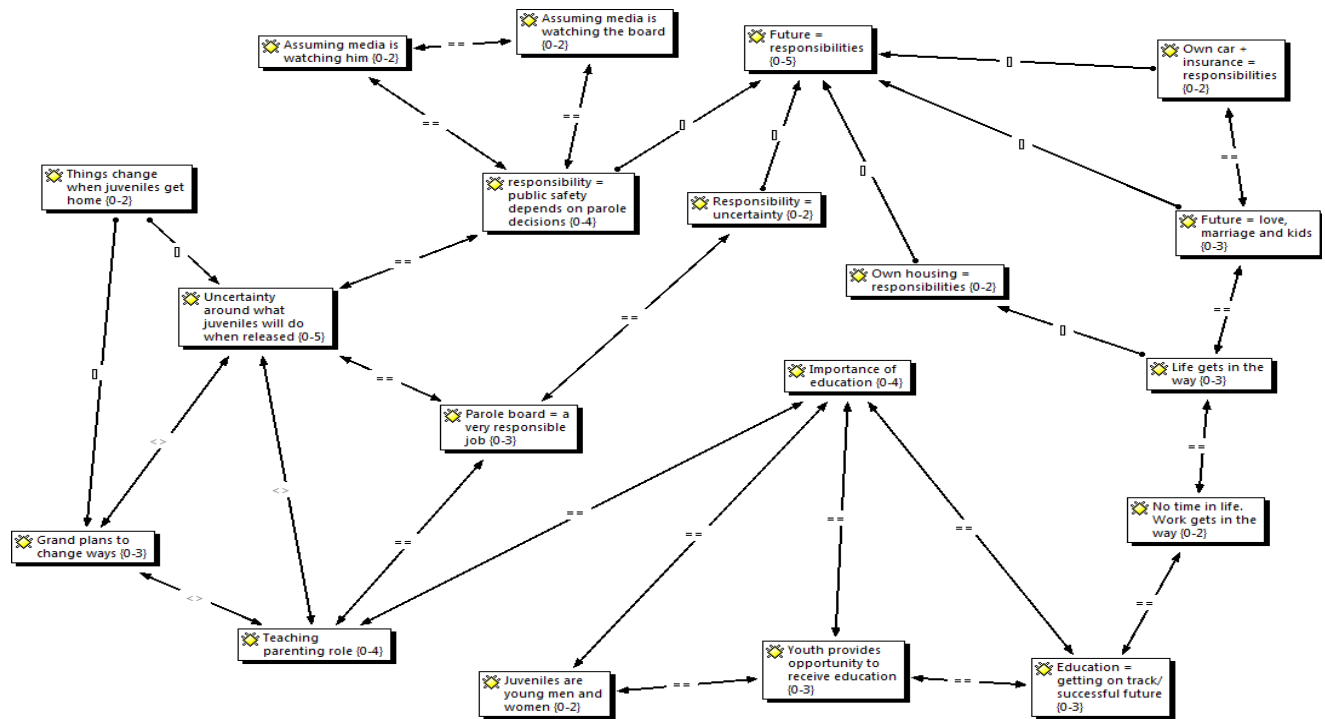 Assuming media is
watching the board
{0-2}
Assuming media is
watching him {0-2}
==
Future =
responsibilities
{0-5}
Own car +
insurance =
responsibilities
{0-2}
[]
==
==
[]
[]
[]
==
Things change
when juveniles get
home {0-2}
responsibility =
public safety
depends on parole
decisions {0-4}
Responsibility =
uncertainty {0-2}
[]
Future = love,
marriage and kids
{0-3}
[]
==
Own housing =
responsibilities {0-2}
Uncertainty
around what
juveniles will do
when released {0-5}
==
==
[]
[]
==
Importance of
education {0-4}
Life gets in the
way {0-3}
Parole board = a
very responsible
job {0-3}
<>
==
<>
==
No time in life.
Work gets in the
way {0-2}
Grand plans to
change ways {0-3}
==
==
==
==
<>
==
Teaching
parenting role {0-4}
Juveniles are
young men and
women {0-2}
==
Youth provides
opportunity to
receive education
{0-3}
==
Education =
getting on track/
successful future
{0-3}